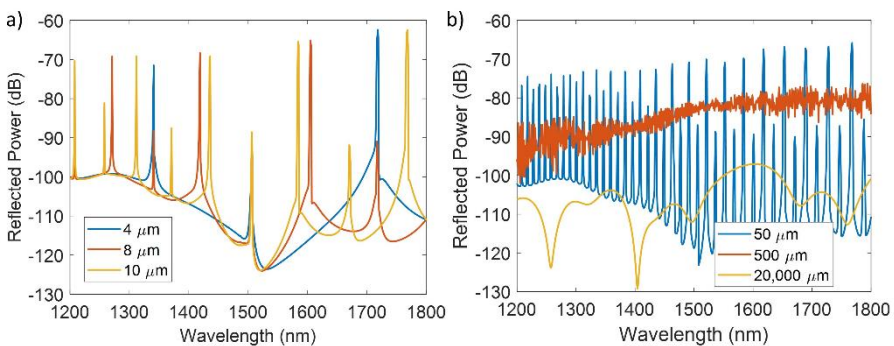 a)
-60
-70
-80
-90
-100
-110
-120
-130
Reflected Power (dB)
4 μm
8 μm
10 μm
1200 1300 1400 1500 1600 1700 1800
Wavelength (nm)
b)
-60
-70
-80
-90
-100
-110
-120
-130
Reflected Power (dB)
50 μm
500 μm
20,000 μm
1200 1300 1400 1500 1600 1700 1800
Wavelength (nm)